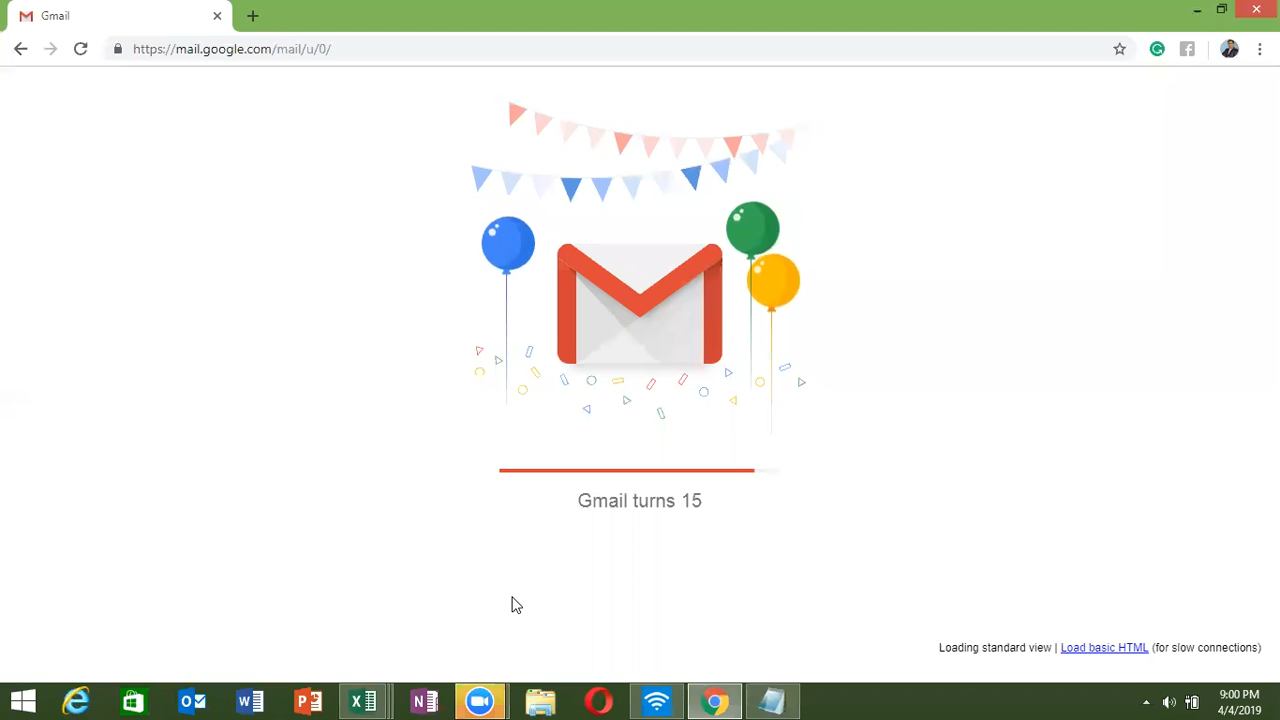 Gmail
https://mail.google.com/mail/u/0/
Gmail turns 15
Loading standard view | Load basic HTML (for slow connections)
9:00 PM
4/4/2019